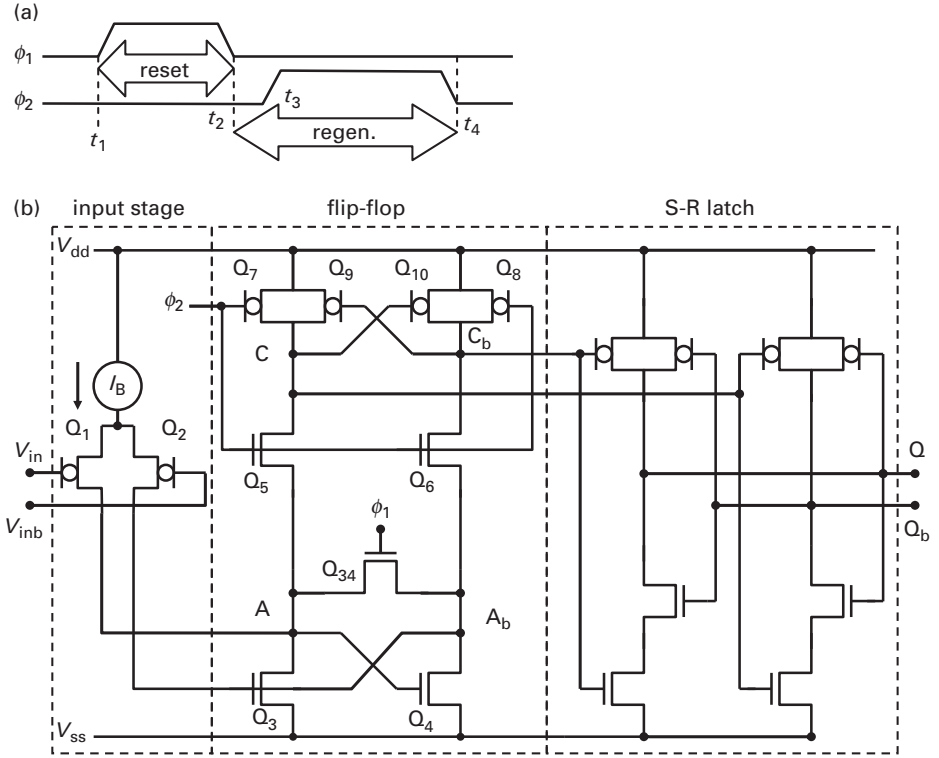 (a)
ϕ1
reset
ϕ2
t1
t2
t3
regen.
t4
(b)
input stage
flip-flop
S-R latch
Vdd
Q7
Q9
Q10
Q8
ϕ2
C
Cb
IB
Q1
Q2
Vin
Q5
Q6
Q
Vinb
Qb
ϕ1
Q34
A
Ab
Q3
Q4
Vss